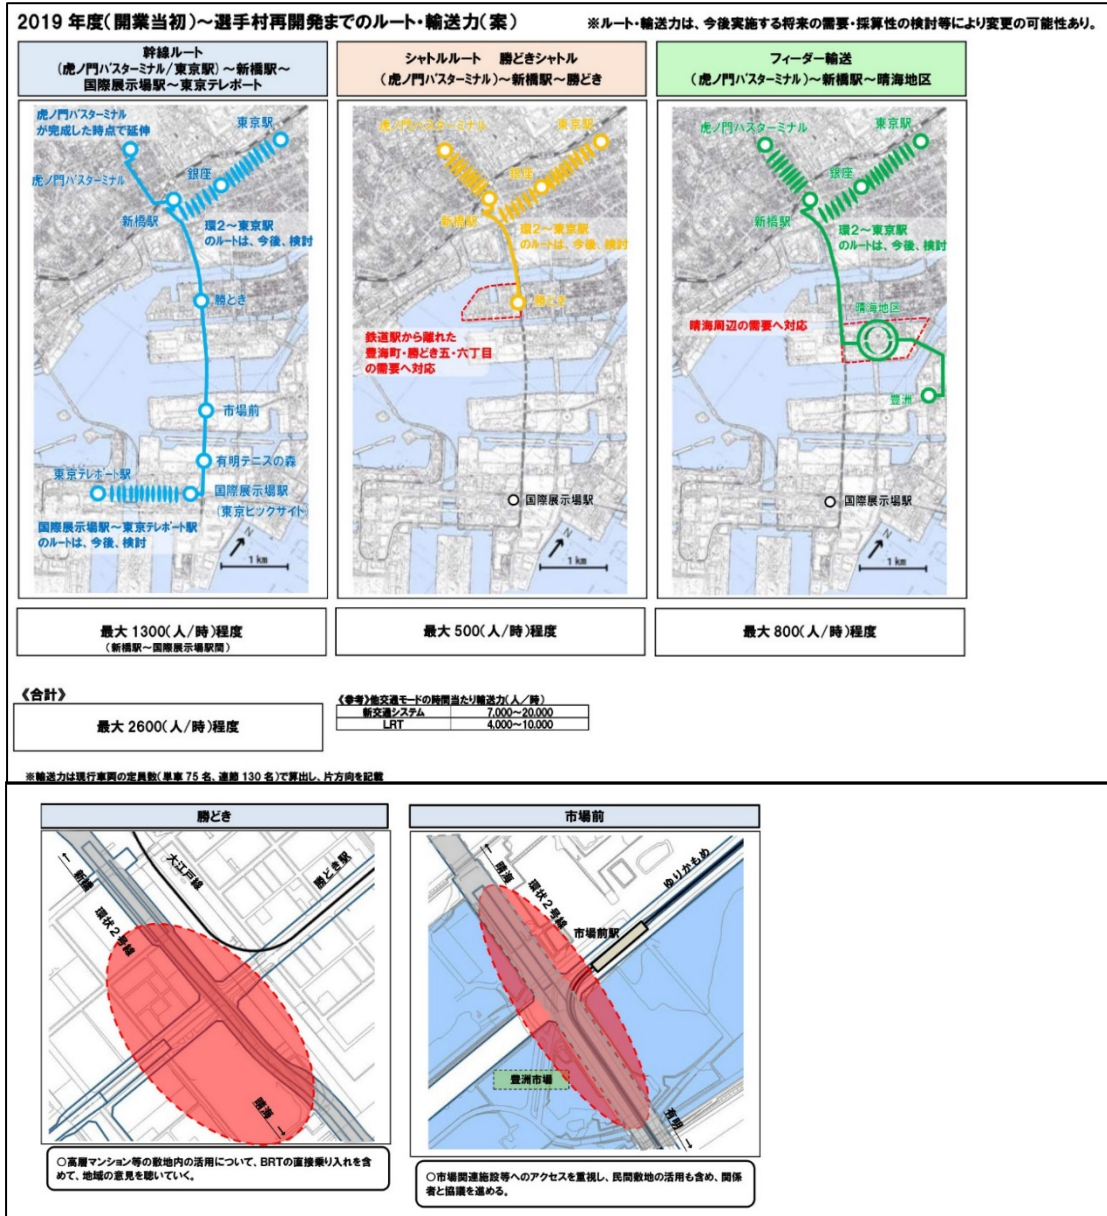 2019 年度(開業当初)~選手村再開発までのルート・輸送力(案)
※ルート・輸送力は、今後実施する将来の需要・採算性の検討等により変更の可能性あり。
幹線ルート
(虎ノ門バスターミナル/東京駅)~新橋駅~
国際展示場駅~東京テレポート
虎ノ門バスターミナル
が完成した時点で延伸
東京駅
虎ノ門バスターミナル
銀座
新橋駅
環2~東京駅
のルートは、今後、検討
勝どき
市場前
有明テニスの森
東京テレポート駅
国際展示場駅
(東京ビックサイト)
国際展示場駅~東京テレポート駅
のルートは、今後、検討
1 km
最大 1300(人/時)程度
(新橋駅~国際展示場駅間)
シャトルルート 勝どきシャトル
(虎ノ門バスターミナル)~新橋駅~勝どき
虎ノ門バスターミナル
東京駅
銀座
新橋駅
環2~東京駅
のルートは、今後、検討
勝どき
鉄道駅から離れた
豊海町・勝どき五・六丁目
の需要へ対応
国際展示場駅
1 km
最大 500(人/時)程度
フィーダー輸送
(虎ノ門バスターミナル)~新橋駅~晴海地区
虎ノ門バスターミナル
東京駅
銀座
新橋駅
環2~東京駅
のルートは、今後、検討
晴海地区
晴海周辺の需要へ対応
豊洲
国際展示場駅
1 km
最大 800(人/時)程度
《合計》
最大 2600(人/時)程度
《参考》他交通モードの時間当たり輸送力(人/時)
新交通システム 7,000~20,000
LRT 4,000~10,000
※輸送力は現行車両の定員数(単車 75 名、連節 130 名)で算出し、片方向を記載
勝どき
←新橋
大江戸線
勝どき駅
環状2号線
晴海→
○高層マンション等の敷地内の活用について、BRTの直接乗り入れを含
めて、地域の意見を聴いていく。
市場前
←晴海
環状2号線
ゆりかもめ
市場前駅
豊洲市場
有明→
○市場関連施設等へのアクセスを重視し、民間敷地の活用も含め、関係
者と協議を進める。